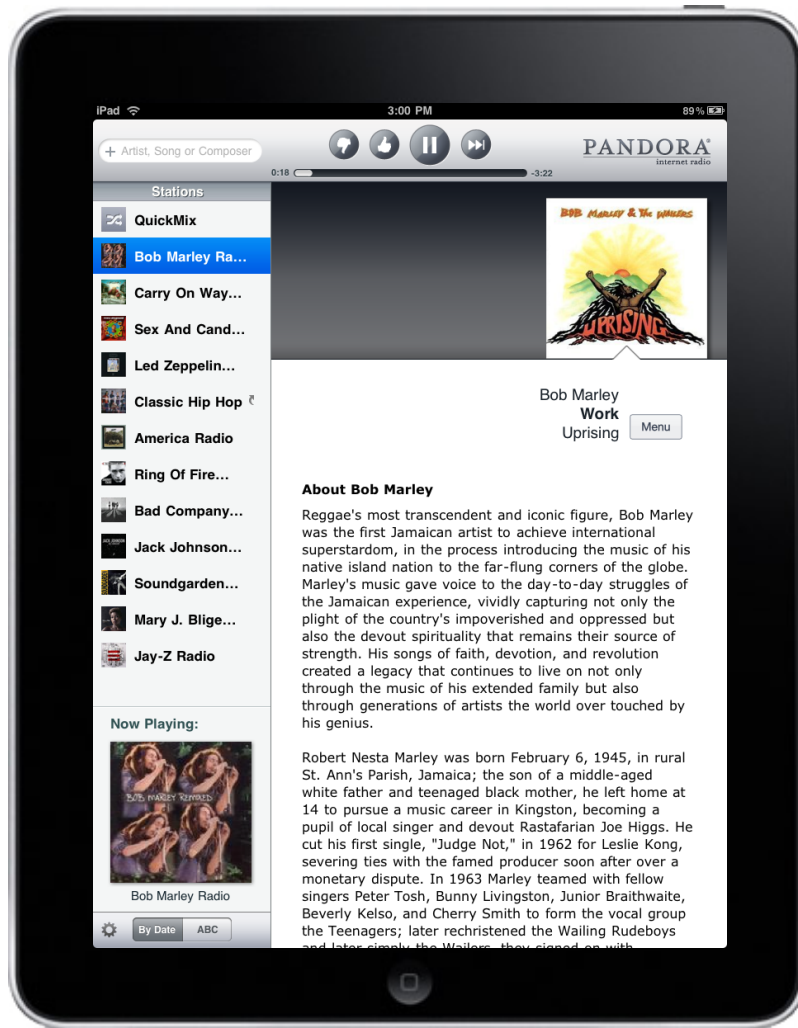 iPad
3:00 PM
89%
+ Artist, Song or Composer
PANDORA®
internet radio
0:18
-3:22
Stations
QuickMix
Bob Marley Ra...
Carry On Way...
Sex And Cand...
Led Zeppelin...
Classic Hip Hop
America Radio
Ring Of Fire...
Bad Company...
Jack Johnson...
Soundgarden...
Mary J. Blige...
Jay-Z Radio
Now Playing:
BOB MARLEY REMIXED
Bob Marley Radio
By Date
ABC
BOB MARLEY & The WAILERS
UPRISING
Bob Marley
Work
Uprising
Menu
About Bob Marley
Reggae's most transcendent and iconic figure, Bob Marley
was the first Jamaican artist to achieve international
superstardom, in the process introducing the music of his
native island nation to the far-flung corners of the globe.
Marley's music gave voice to the day-to-day struggles of
the Jamaican experience, vividly capturing not only the
plight of the country's impoverished and oppressed but
also the devout spirituality that remains their source of
strength. His songs of faith, devotion, and revolution
created a legacy that continues to live on not only
through the music of his extended family but also
through generations of artists the world over touched by
his genius.
Robert Nesta Marley was born February 6, 1945, in rural
St. Ann's Parish, Jamaica; the son of a middle-aged
white father and teenaged black mother, he left home at
14 to pursue a music career in Kingston, becoming a
pupil of local singer and devout Rastafarian Joe Higgs. He
cut his first single, "Judge Not," in 1962 for Leslie Kong,
severing ties with the famed producer soon after over a
monetary dispute. In 1963 Marley teamed with fellow
singers Peter Tosh, Bunny Livingston, Junior Braithwaite,
Beverly Kelso, and Cherry Smith to form the vocal group
the Teenagers; later rechristened the Wailing Rudeboys
and later simply the Wailers, they signed on with